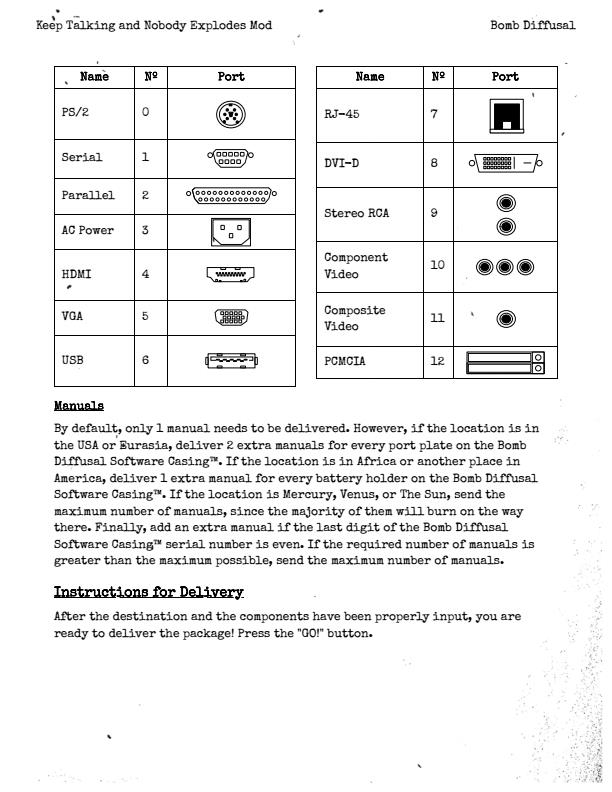 Keep Talking and Nobody Explodes Mod
Bomb Diffusal
Name Nº Port
PS/2 0
Serial 1
Parallel 2
AC Power 3
HDMI 4
VGA 5
USB 6
Name Nº Port
RJ-45 7
DVI-D 8
Stereo RCA 9
Component
Video 10
Composite
Video 11
PCMCIA 12
Manuals
By default, only 1 manual needs to be delivered. However, if the location is in
the USA or Eurasia, deliver 2 extra manuals for every port plate on the Bomb
Diffusal Software Casing™. If the location is in Africa or another place in
America, deliver 1 extra manual for every battery holder on the Bomb Diffusal
Software Casing™. If the location is Mercury, Venus, or The Sun, send the
maximum number of manuals, since the majority of them will burn on the way
there. Finally, add an extra manual if the last digit of the Bomb Diffusal
Software Casing™ serial number is even. If the required number of manuals is
greater than the maximum possible, send the maximum number of manuals.
Instructions for Delivery
After the destination and the components have been properly input, you are
ready to deliver the package! Press the "GO!" button.